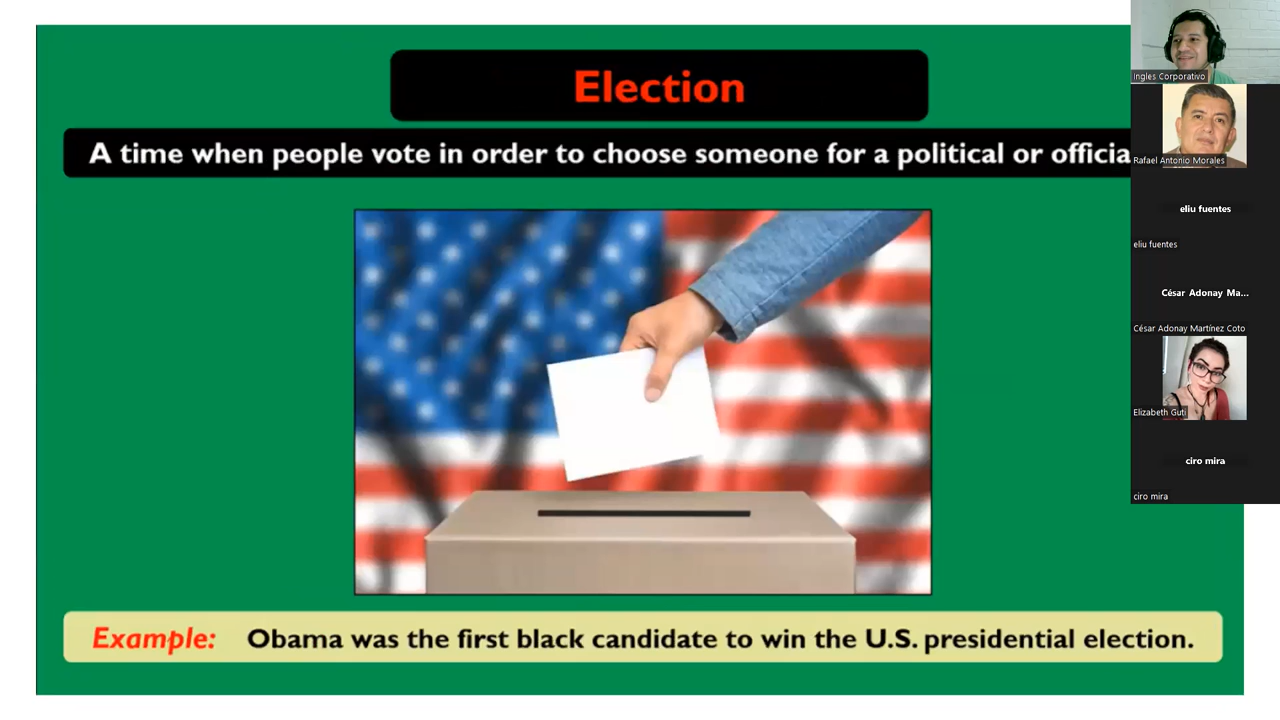 Election
A time when people vote in order to choose someone for a political or officia
Example: Obama was the first black candidate to win the U.S. presidential election.
Ingles Corporativo
Rafael Antonio Morales
eliu fuentes
eliu fuentes
César Adonay Ma...
César Adonay Martínez Coto
Elizabeth Guti
ciro mira
ciro mira